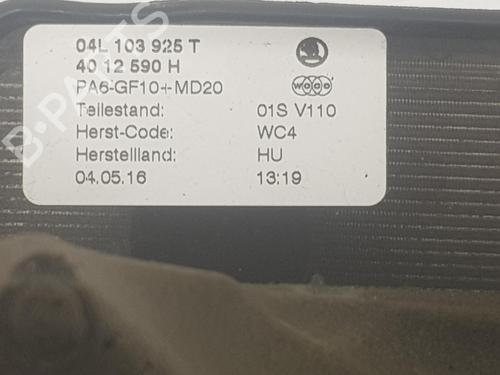 04L 103 925 T
40 12 590 H
PA6-GF10+MD20
woco
Teilestand: 01S V110
Herst-Code: WC4
Herstellland: HU
04.05.16 13:19
B-PARTS